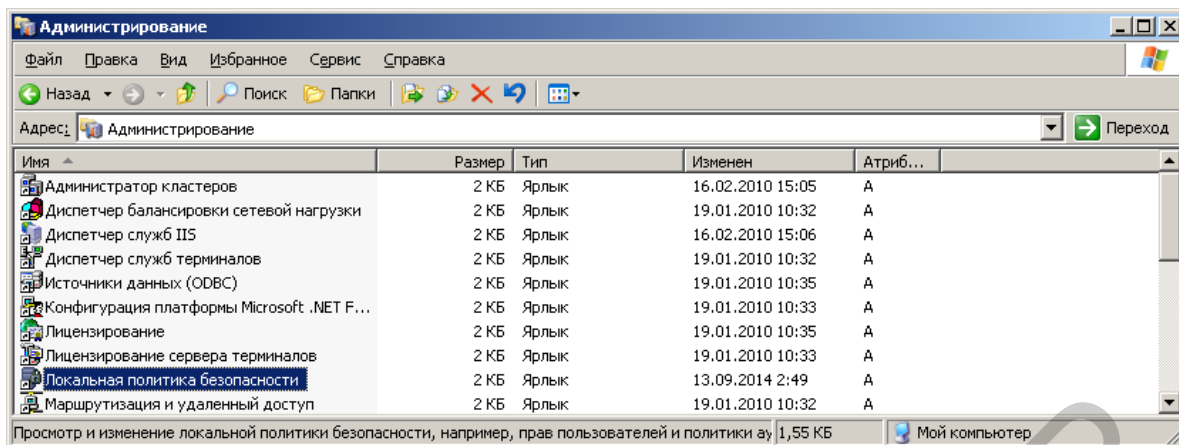 Администрирование
Файл Правка Вид Избранное Сервис Справка
Назад Поиск Папки
Адрес: Администрирование Переход
Имя Размер Тип Изменен Атриб...
Администратор кластеров 2 КБ Ярлык 16.02.2010 15:05 A
Диспетчер балансировки сетевой нагрузки 2 КБ Ярлык 19.01.2010 10:32 A
Диспетчер служб IIS 2 КБ Ярлык 16.02.2010 15:06 A
Диспетчер служб терминалов 2 КБ Ярлык 19.01.2010 10:32 A
Источники данных (ODBC) 2 КБ Ярлык 19.01.2010 10:35 A
Конфигурация платформы Microsoft .NET F... 2 КБ Ярлык 19.01.2010 10:33 A
Лицензирование 2 КБ Ярлык 19.01.2010 10:35 A
Лицензирование сервера терминалов 2 КБ Ярлык 19.01.2010 10:33 A
Локальная политика безопасности 2 КБ Ярлык 13.09.2014 2:49 A
Маршрутизация и удаленный доступ 2 КБ Ярлык 19.01.2010 10:32 A
Просмотр и изменение локальной политики безопасности, например, прав пользователей и политики ау 1,55 КБ Мой компьютер